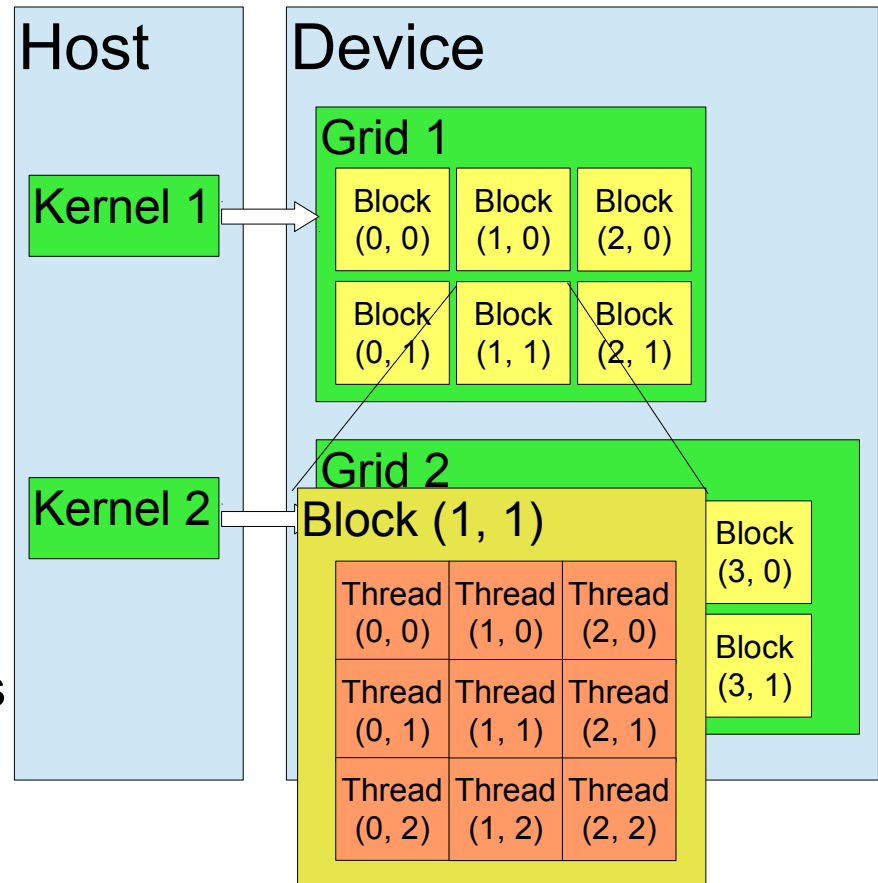 Host
Device
Grid 1
Kernel 1
Block Block Block
(0, 0) (1, 0) (2, 0)
Block Block Block
(0, 1) (1, 1) (2, 1)
Grid 2
Kernel 2
Block (1, 1)
Block
(3, 0)
Thread Thread Thread
(0, 0) (1, 0) (2, 0)
Block
(3, 1)
s
Thread Thread Thread
(0, 1) (1, 1) (2, 1)
Thread Thread Thread
(0, 2) (1, 2) (2, 2)